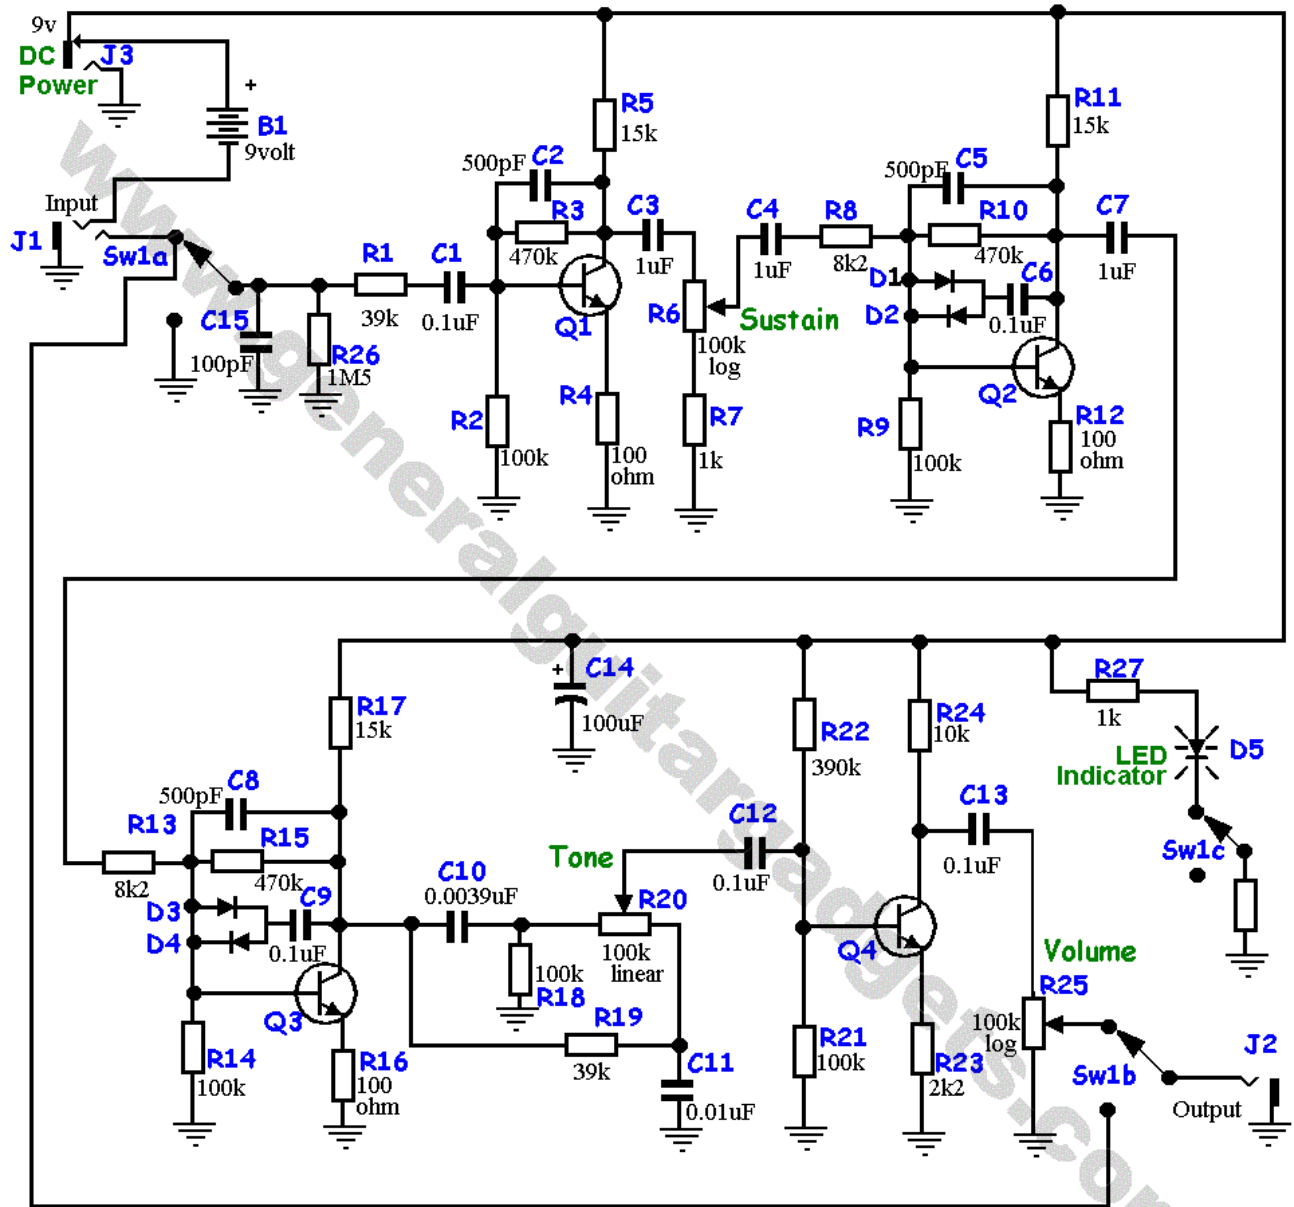 9v
DC
Power
J3
+
B1
9volt
Input
J1
Sw1a
C15
100pF
R26
1M5
R1
39k
C1
0.1uF
500pF
C2
R3
470k
R5
15k
Q1
R2
100k
R4
100
ohm
C3
1uF
R6
100k
log
Sustain
R7
1k
C4
1uF
R8
8k2
500pF
C5
R10
470k
R11
15k
D1
D2
C6
0.1uF
Q2
R9
100k
R12
100
ohm
C7
1uF
R13
8k2
500pF
C8
R15
470k
R17
15k
D3
D4
C9
0.1uF
Q3
R14
100k
R16
100
ohm
+
C14
100uF
C10
0.0039uF
100k
R18
Tone
R20
100k
linear
R19
39k
C11
0.01uF
C12
0.1uF
R22
390k
R24
10k
C13
0.1uF
Q4
R21
100k
R23
2k2
R27
1k
LED
Indicator
D5
Sw1c
Volume
R25
100k
log
Sw1b
J2
Output
www.generalguitargadgets.com